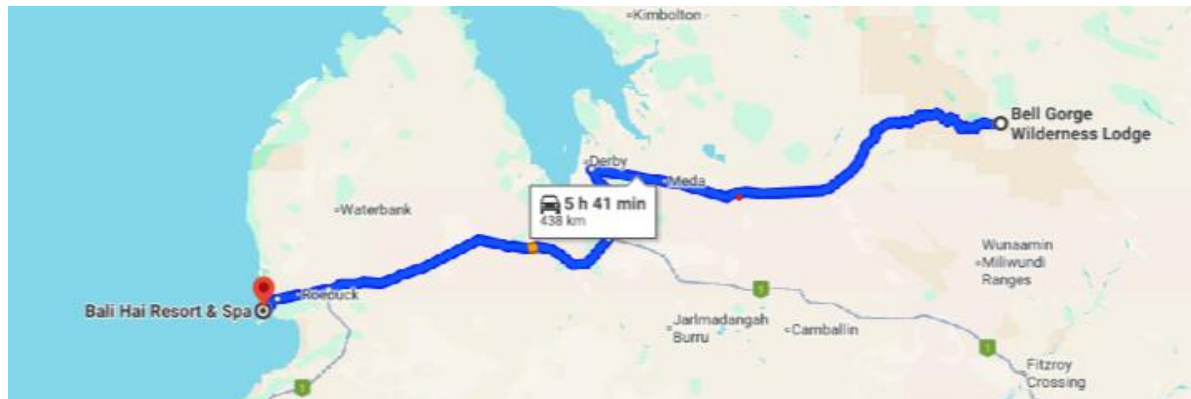 Kimbolton
Bell Gorge
Wilderness Lodge
Derby
Meda
5 h 41 min
438 km
Waterbank
Wunaamin
Miliwundi
Ranges
Roebuck
Bali Hai Resort & Spa
1
Jarlmadangah
Burru
Camballin
1
1
Fitzroy
Crossing